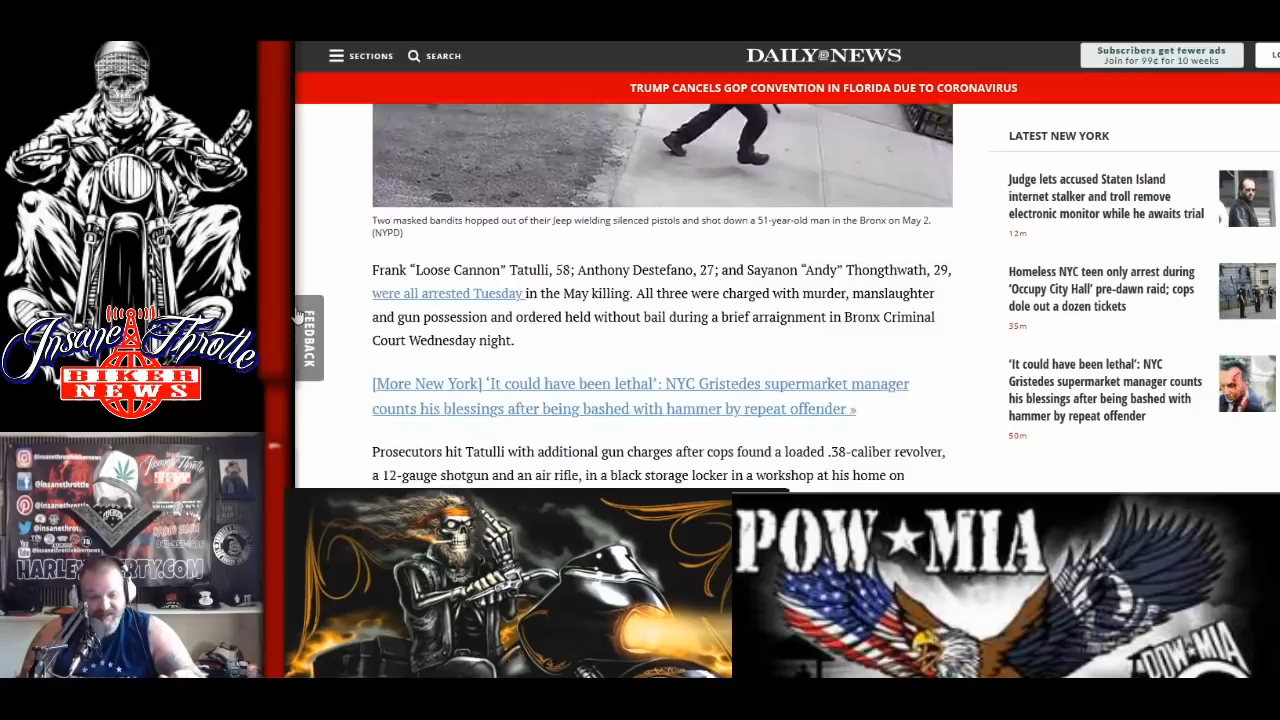 SECTIONS
SEARCH
DAILY NEWS
Subscribers get fewer ads
Join for 99¢ for 10 weeks
TRUMP CANCELS GOP CONVENTION IN FLORIDA DUE TO CORONAVIRUS
Two masked bandits hopped out of their Jeep wielding silenced pistols and shot down a 51-year-old man in the Bronx on May 2.
(NYPD)
Frank “Loose Cannon” Tatulli, 58; Anthony Destefano, 27; and Sayanon “Andy” Thongthwath, 29,
were all arrested Tuesday in the May killing. All three were charged with murder, manslaughter
and gun possession and ordered held without bail during a brief arraignment in Bronx Criminal
Court Wednesday night.
[More New York] ‘It could have been lethal’: NYC Gristedes supermarket manager
counts his blessings after being bashed with hammer by repeat offender »
Prosecutors hit Tatulli with additional gun charges after cops found a loaded .38-caliber revolver,
a 12-gauge shotgun and an air rifle, in a black storage locker in a workshop at his home on
FEEDBACK
LATEST NEW YORK
Judge lets accused Staten Island
internet stalker and troll remove
electronic monitor while he awaits trial
12m
Homeless NYC teen only arrest during
‘Occupy City Hall’ pre-dawn raid; cops
dole out a dozen tickets
35m
‘It could have been lethal’: NYC
Gristedes supermarket manager
counts his blessings after being
bashed with hammer by repeat
offender
50m
Insane Throttle
BIKER
NEWS
@insanethrottle
@insanethrottle
@insanethrottle
HARLEYLIBERTY.COM
POW★MIA
POW-MIA